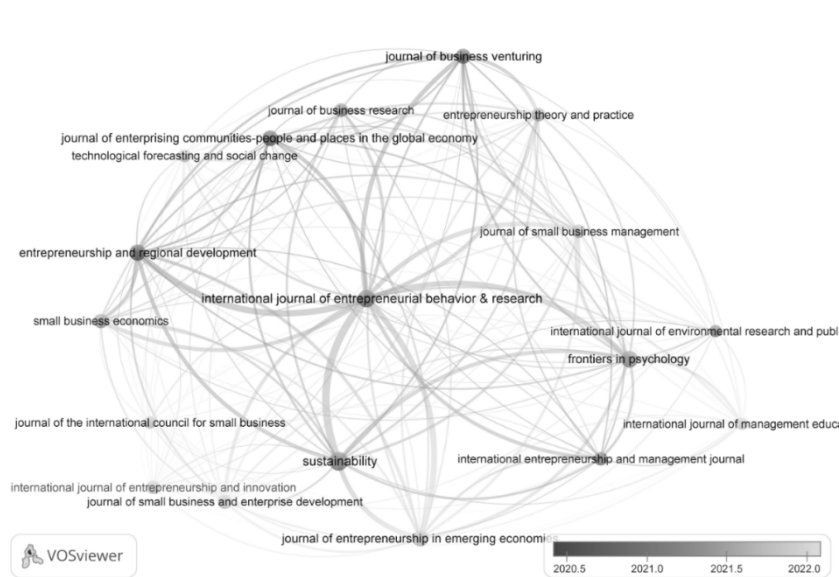 journal of business venturing
journal of business research
entrepreneurship theory and practice
journal of enterprising communities-people and places in the global economy
technological forecasting and social change
journal of small business management
entrepreneurship and regional development
international journal of entrepreneurial behavior & research
small business economics
international journal of environmental research and publ
frontiers in psychology
journal of the international council for small business
international journal of management educa
sustainability
international entrepreneurship and management journal
international journal of entrepreneurship and innovation
journal of small business and enterprise development
journal of entrepreneurship in emerging economies
VOSviewer
2020.5 2021.0 2021.5 2022.0